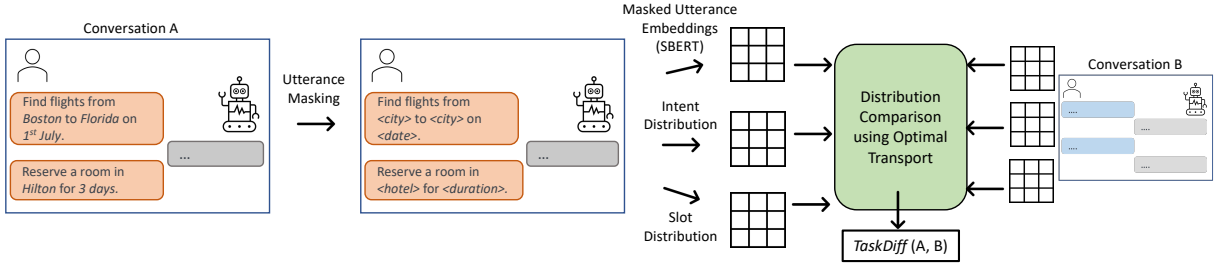 Conversation A
Find flights from
Boston to Florida on
1st July.
...
Reserve a room in
Hilton for 3 days.
Utterance
Masking
Find flights from
<city> to <city> on
<date>.
...
Reserve a room in
<hotel> for <duration>.
Masked Utterance
Embeddings
(SBERT)
Intent
Distribution
Slot
Distribution
Distribution
Comparison
using Optimal
Transport
TaskDiff (A, B)
Conversation B
....
....
....
....